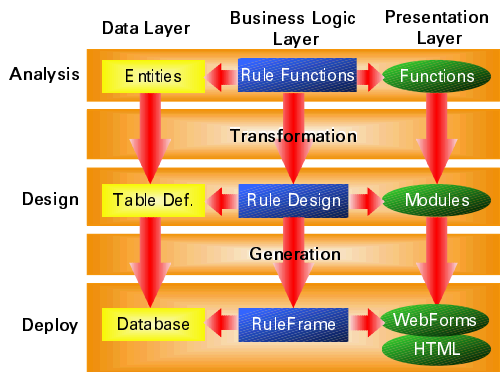 Data Layer
Business Logic
Layer
Presentation
Layer
Analysis
Entities
Rule Functions
Functions
Transformation
Design
Table Def.
Rule Design
Modules
Generation
Deploy
Database
RuleFrame
WebForms
HTML